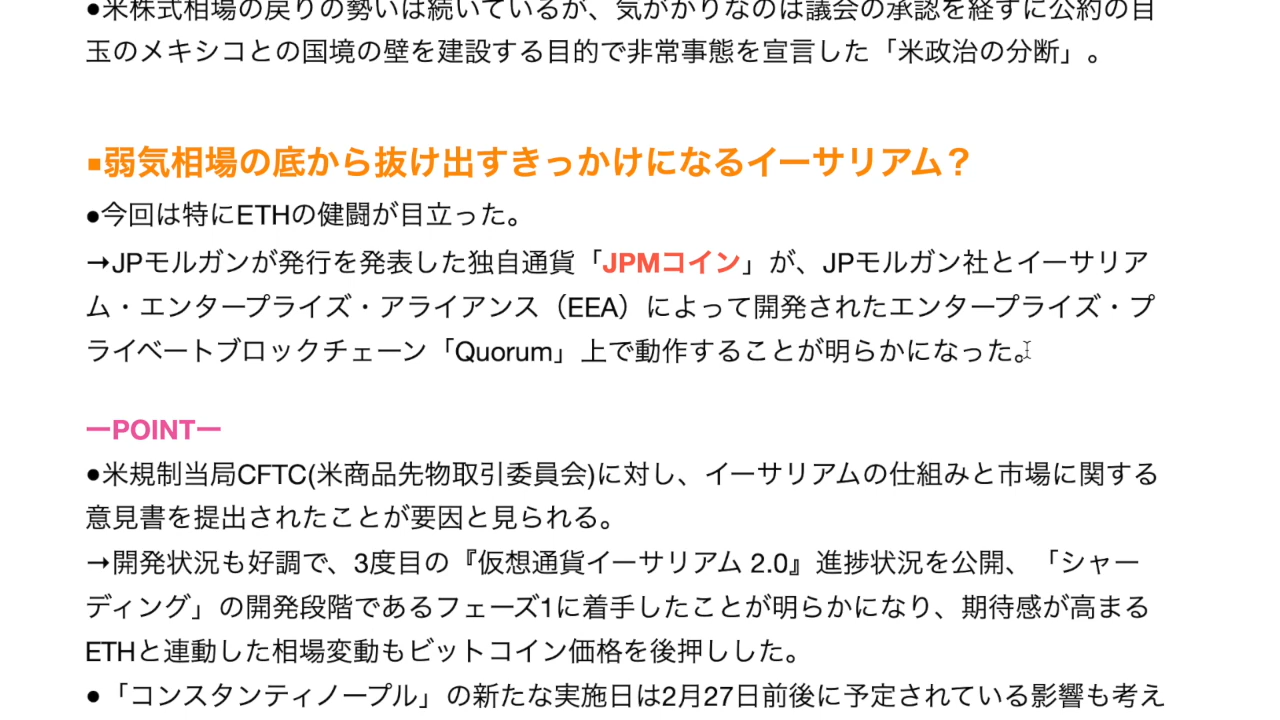 ●米株式相場の戻りの勢いは続いているが、気がかりなのは議会の承認を経ずに公約の目
玉のメキシコとの国境の壁を建設する目的で非常事態を宣言した「米政治の分断」。
■弱気相場の底から抜け出すきっかけになるイーサリアム？
●今回は特にETHの健闘が目立った。
→JPモルガンが発行を発表した独自通貨「JPMコイン」が、JPモルガン社とイーサリア
ム・エンタープライズ・アライアンス（EEA）によって開発されたエンタープライズ・プ
ライベートブロックチェーン「Quorum」上で動作することが明らかになった。
ーPOINTー
●米規制当局CFTC(米商品先物取引委員会)に対し、イーサリアムの仕組みと市場に関する
意見書を提出されたことが要因と見られる。
→開発状況も好調で、3度目の『仮想通貨イーサリアム 2.0』進捗状況を公開、「シャー
ディング」の開発段階であるフェーズ1に着手したことが明らかになり、期待感が高まる
ETHと連動した相場変動もビットコイン価格を後押しした。
●「コンスタンティノープル」の新たな実施日は2月27日前後に予定されている影響も考え